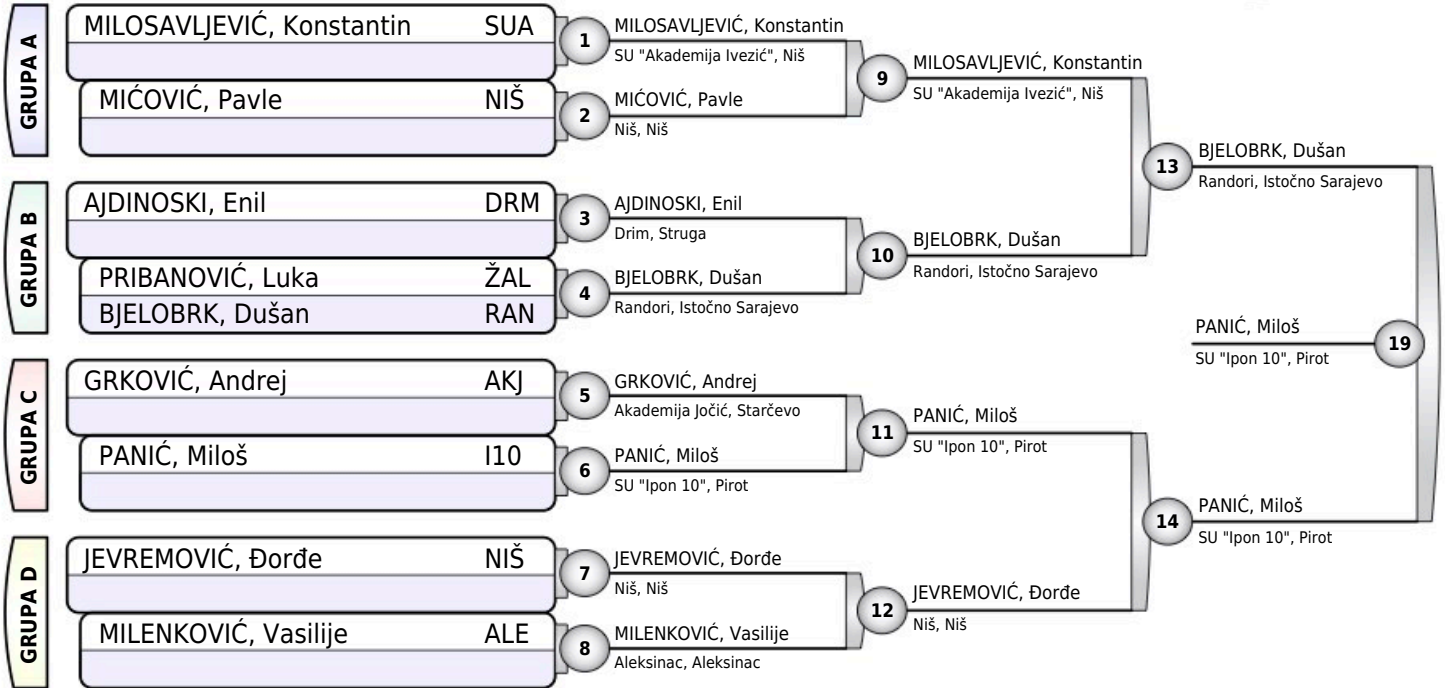 GRUPA A
MILOSAVLJEVIĆ, Konstantin SUA
MIĆOVIĆ, Pavle NIŠ
GRUPA B
AJDINOSKI, Enil DRM
PRIBANOVIĆ, Luka ŽAL
BJELOBRK, Dušan RAN
GRUPA C
GRKOVIĆ, Andrej AKJ
PANIĆ, Miloš I10
GRUPA D
JEVREMOVIĆ, Đorđe NIŠ
MILENKOVIĆ, Vasilije ALE
1
MILOSAVLJEVIĆ, Konstantin
SU "Akademija Ivezić", Niš
2
MIĆOVIĆ, Pavle
Niš, Niš
3
AJDINOSKI, Enil
Drim, Struga
4
BJELOBRK, Dušan
Randori, Istočno Sarajevo
5
GRKOVIĆ, Andrej
Akademija Jočić, Starčevo
6
PANIĆ, Miloš
SU "Ipon 10", Pirot
7
JEVREMOVIĆ, Đorđe
Niš, Niš
8
MILENKOVIĆ, Vasilije
Aleksinac, Aleksinac
9
MILOSAVLJEVIĆ, Konstantin
SU "Akademija Ivezić", Niš
10
BJELOBRK, Dušan
Randori, Istočno Sarajevo
11
PANIĆ, Miloš
SU "Ipon 10", Pirot
12
JEVREMOVIĆ, Đorđe
Niš, Niš
13
BJELOBRK, Dušan
Randori, Istočno Sarajevo
14
PANIĆ, Miloš
SU "Ipon 10", Pirot
PANIĆ, Miloš
SU "Ipon 10", Pirot
19